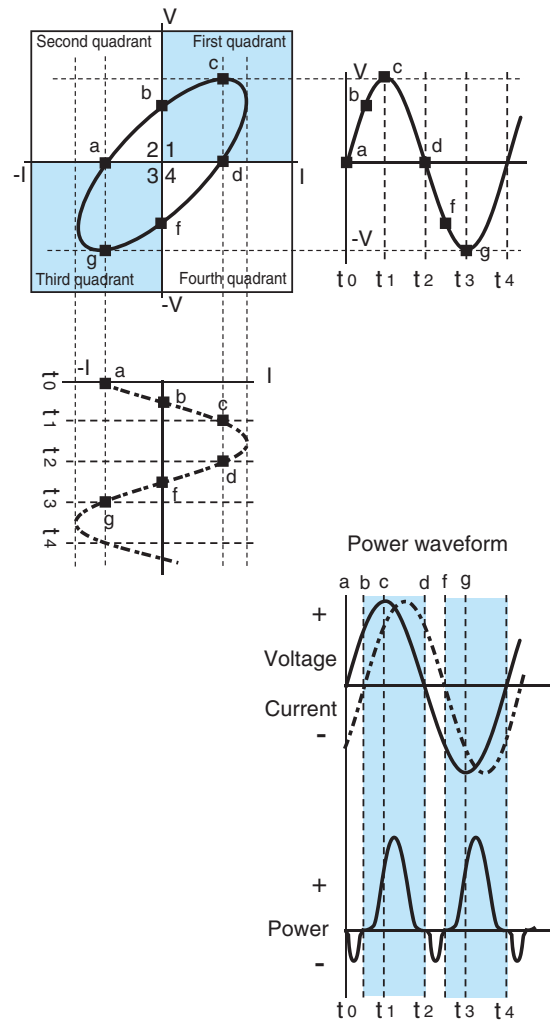 V
Second quadrant First quadrant
c
V
c
b
b
a
2 1
a
d
-I
3 4
d
I
f
f
g
-V
g
Third quadrant Fourth quadrant
-V
t0 t1 t2 t3 t4
-I
a
I
t0
b
c
t1
t2
d
f
t3
g
t4
Power waveform
a b c d f g
+
Voltage
Current
-
+
Power
-
t0 t1 t2 t3 t4